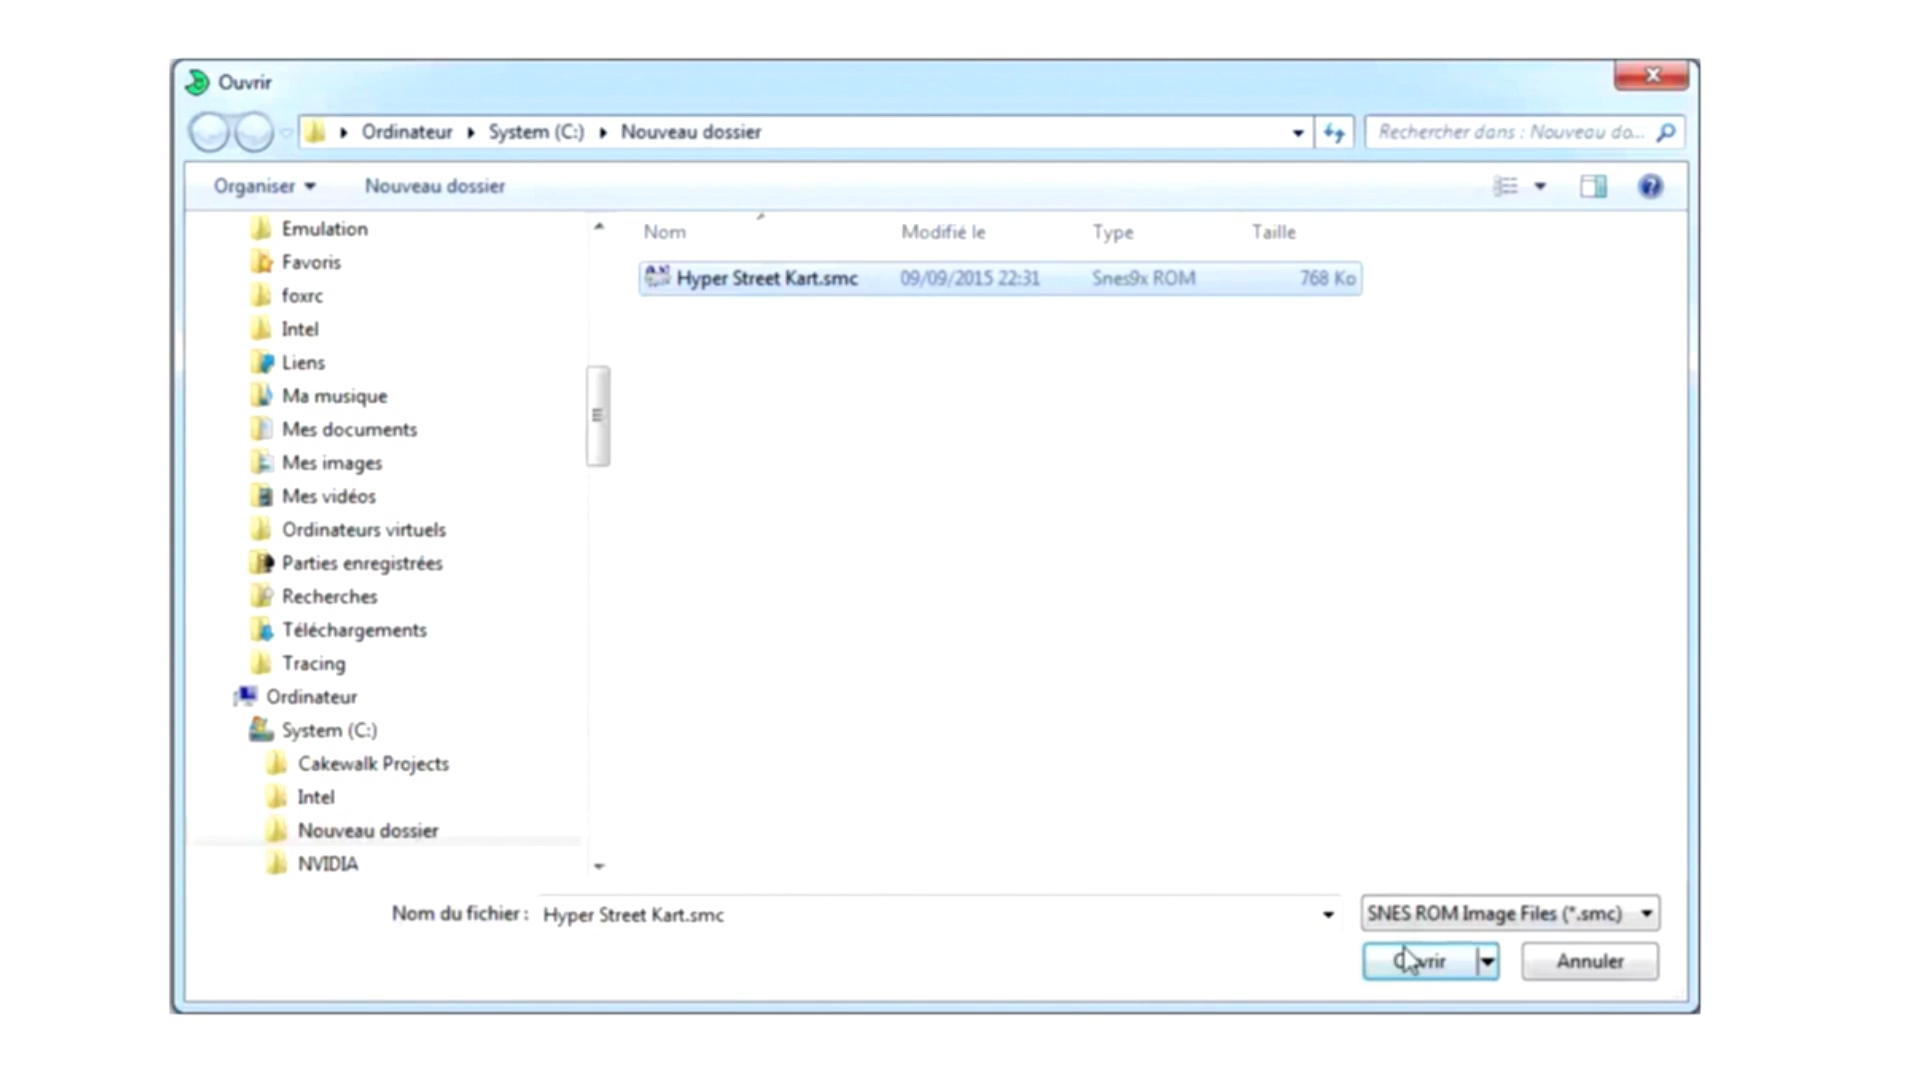 Ouvrir
Ordinateur System (C:) Nouveau dossier
Rechercher dans : Nouveau do...
Organiser Nouveau dossier
Nom Modifié le Type Taille
Hyper Street Kart.smc 09/09/2015 22:31 Snes9x ROM 768 Ko
Emulation
Favoris
foxrc
Intel
Liens
Ma musique
Mes documents
Mes images
Mes vidéos
Ordinateurs virtuels
Parties enregistrées
Recherches
Téléchargements
Tracing
Ordinateur
System (C:)
Cakewalk Projects
Intel
Nouveau dossier
NVIDIA
Nom du fichier : Hyper Street Kart.smc
SNES ROM Image Files (*.smc)
Ouvrir Annuler